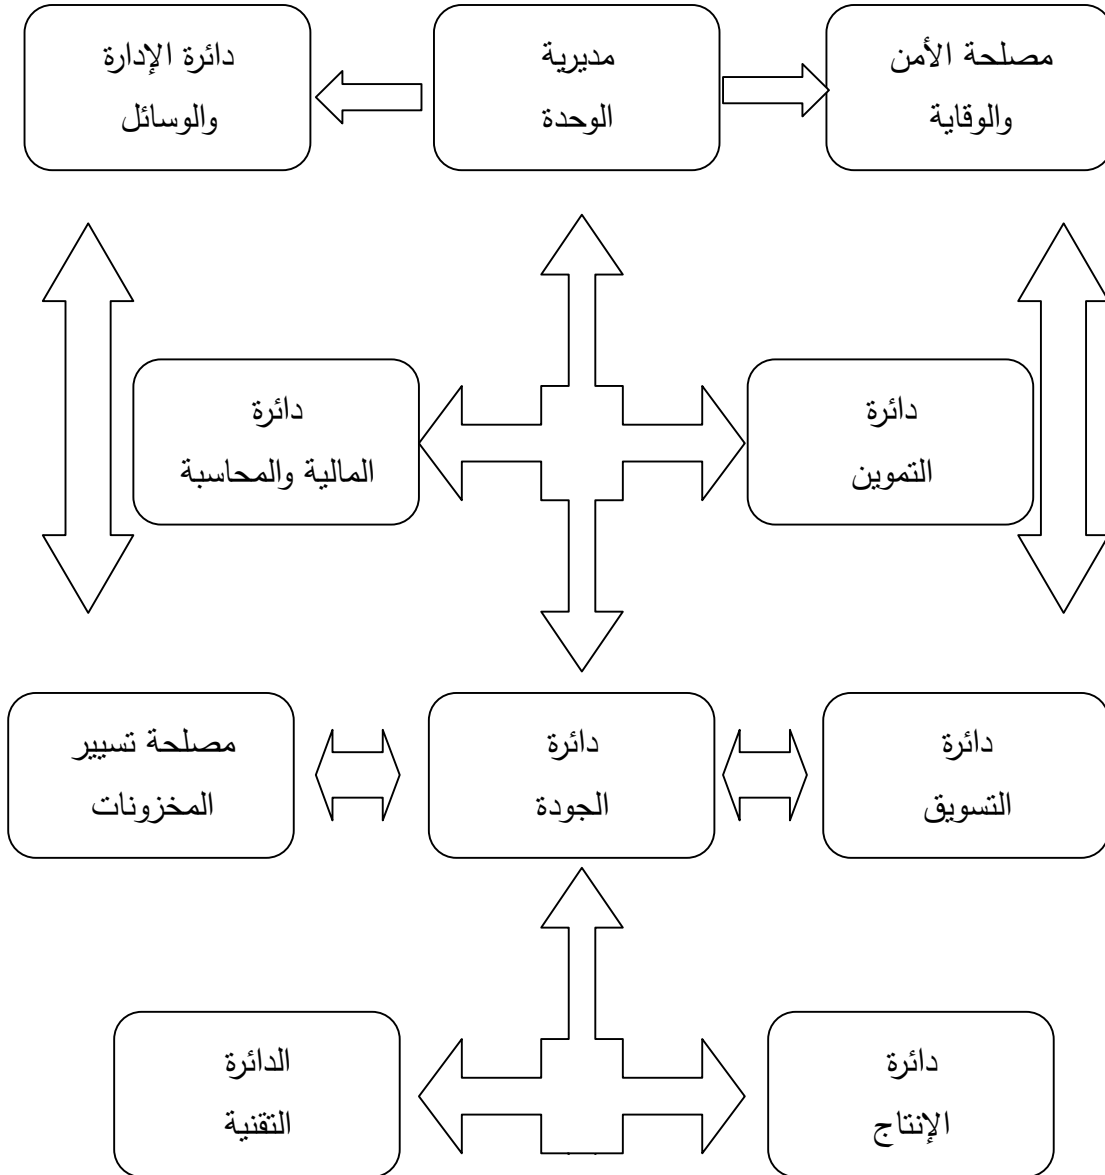 مصلحة الأمن
والوقاية
مديرية
الوحدة
دائرة الإدارة
والوسائل
دائرة
التموين
دائرة
المالية والمحاسبة
دائرة
التسويق
دائرة
الجودة
مصلحة تسيير
المخزونات
دائرة
الإنتاج
الدائرة
التقنية